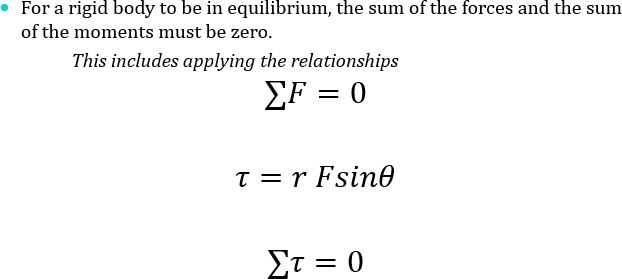 • For a rigid body to be in equilibrium, the sum of the forces and the sum
of the moments must be zero.
This includes applying the relationships
∑F = 0
τ = r Fsinθ
∑τ = 0